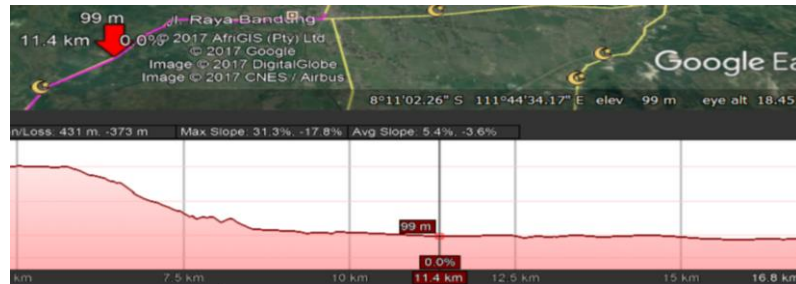 99 m
Jl. Raya Bandung
11.4 km 0.0%
© 2017 AfriGIS (Pty) Ltd.
© 2017 Google
Image © 2017 DigitalGlobe
Image © 2017 CNES / Airbus
Google Ea
8°11'02.26" S 111°44'34.17" E elev 99 m eye alt 18.45
n/Loss: 431 m, -373 m Max Slope: 31.3%, -17.8% Avg Slope: 5.4%, -3.6%
99 m
0.0%
km 7.5 km 10 km 11.4 km 12.5 km 15 km 16.8 km